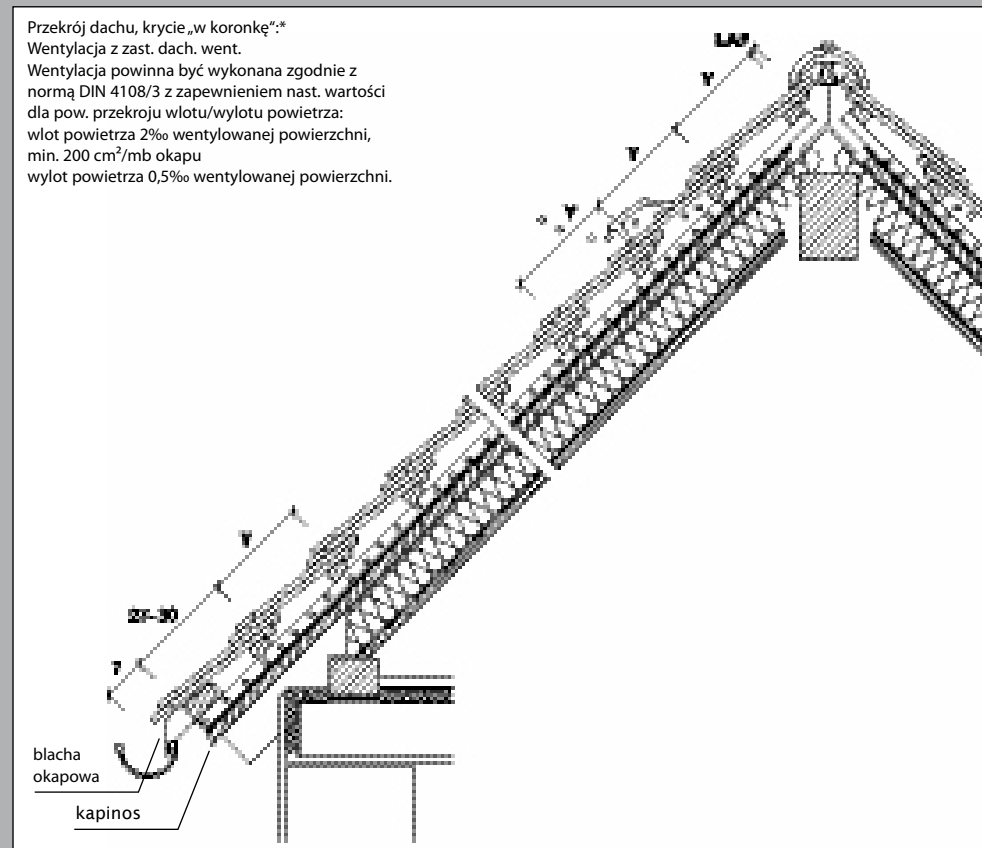 Przekrój dachu, krycie „w koronkę“:*
Wentylacja z zast. dach. went.
Wentylacja powinna być wykonana zgodnie z
normą DIN 4108/3 z zapewnieniem nast. wartości
dla pow. przekroju wlotu/wylotu powietrza:
wlot powietrza 2‰ wentylowanej powierzchni,
min. 200 cm²/mb okapu
wylot powietrza 0,5‰ wentylowanej powierzchni.
LAF
Y
Y
Y
Y
7
blacha
okapowa
kapinos